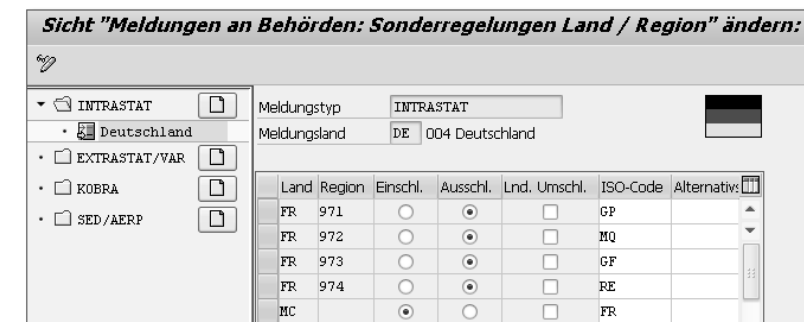 Sicht "Meldungen an Behörden: Sonderregelungen Land / Region" ändern:
INTRASTAT
Deutschland
EXTRASTAT/VAR
KOBRA
SED/AERP
Meldungstyp INTRASTAT
Meldungsland DE 004 Deutschland
Land Region Einschl. Ausschl. Lnd. Umschl. ISO-Code Alternativs
FR 971 GP
FR 972 MQ
FR 973 GF
FR 974 RE
MC FR